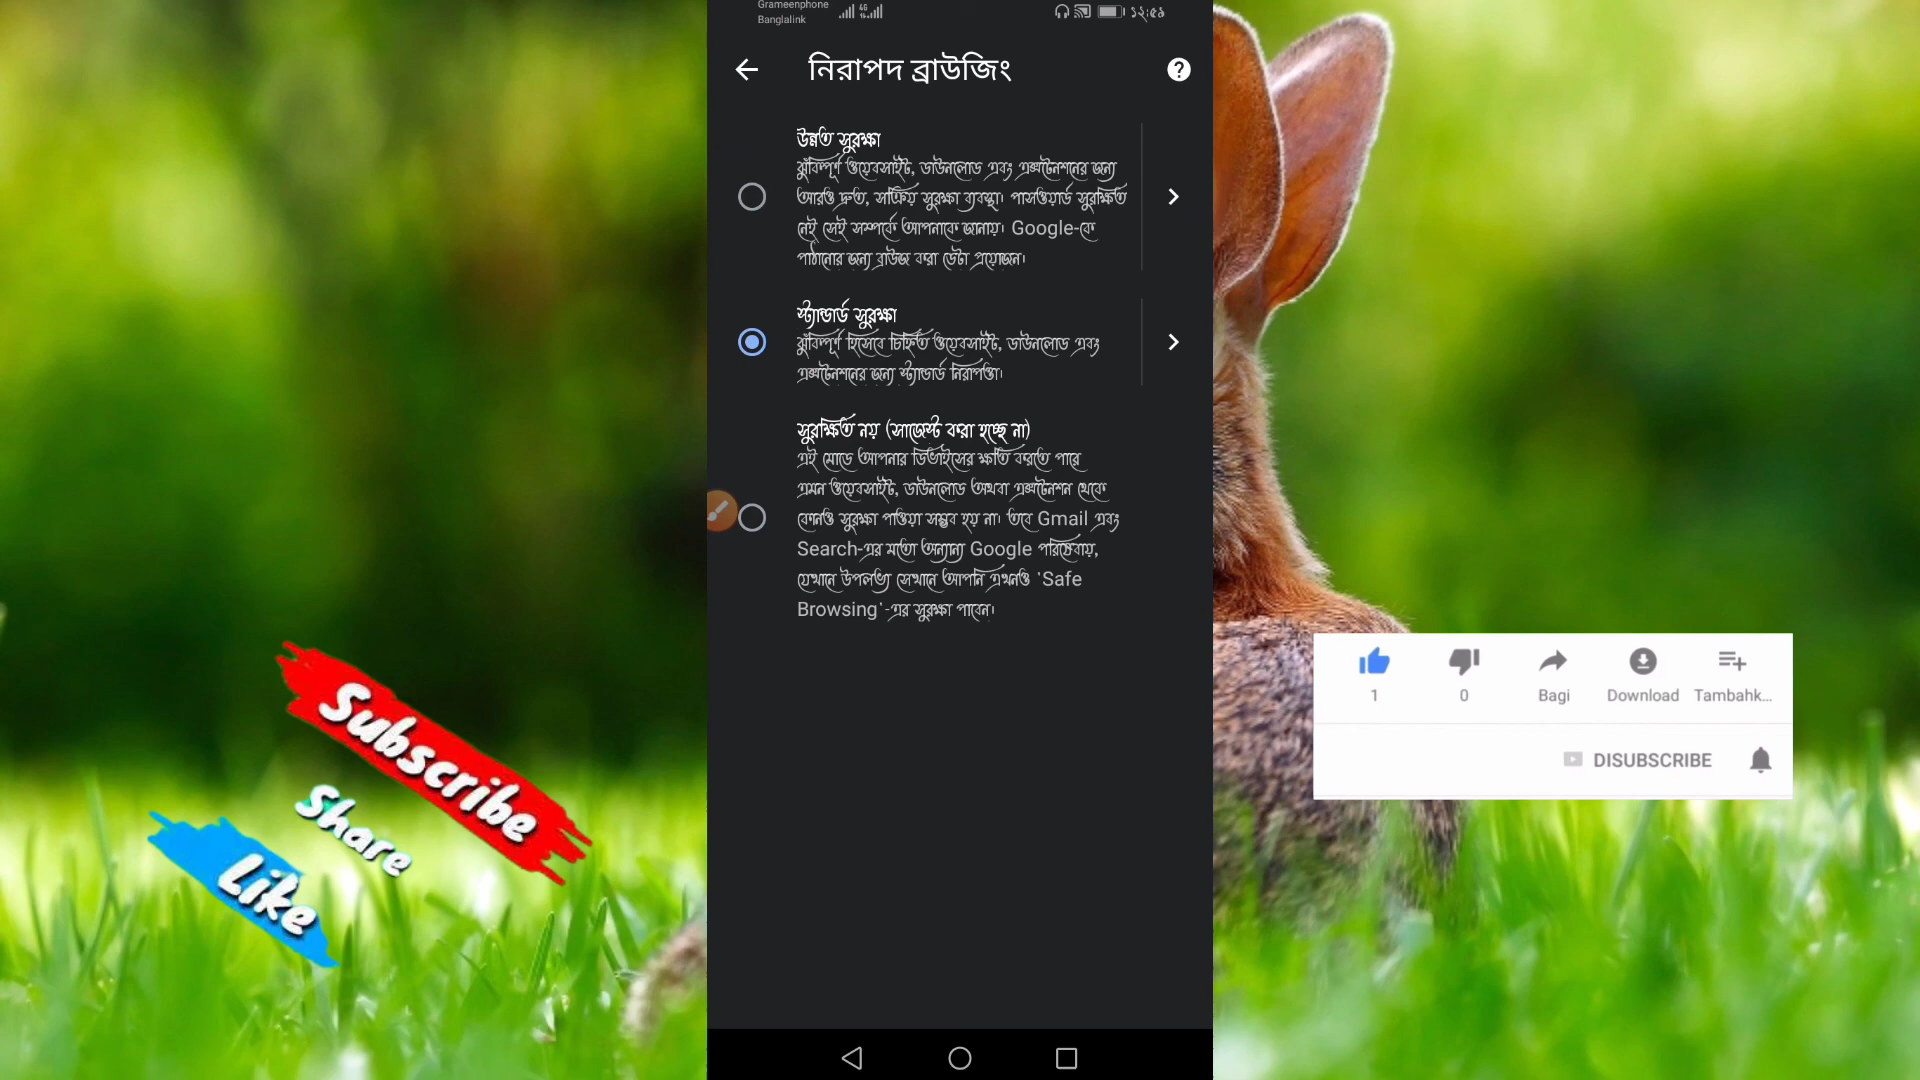 Grameenphone
Banglalink
4G
১২:৫৯
নিরাপদ ব্রাউজিং
উন্নত সুরক্ষা
ঝুঁকিপূর্ণ ওয়েবসাইট, ডাউনলোড এবং এক্সটেনশনের জন্য
আরও দ্রুত, সক্রিয় সুরক্ষা ব্যবস্থা। পাসওয়ার্ড সুরক্ষিত
নেই সেই সম্পর্কে আপনাকে জানায়। Google-কে
পাঠানোর জন্য ব্রাউজ করা ডেটা প্রয়োজন।
স্ট্যান্ডার্ড সুরক্ষা
ঝুঁকিপূর্ণ হিসেবে চিহ্নিত ওয়েবসাইট, ডাউনলোড এবং
এক্সটেনশনের জন্য স্ট্যান্ডার্ড নিরাপত্তা।
সুরক্ষিত নয় (সাজেস্ট করা হচ্ছে না)
এই মোডে আপনার ডিভাইসের ক্ষতি করতে পারে
এমন ওয়েবসাইট, ডাউনলোড অথবা এক্সটেনশন থেকে
কোনও সুরক্ষা পাওয়া সম্ভব হয় না। তবে Gmail এবং
Search-এর মতো অন্যান্য Google পরিষেবায়,
যেখানে উপলভ্য সেখানে আপনি এখনও 'Safe
Browsing'-এর সুরক্ষা পাবেন।
Subscribe
Share
Like
1
0
Bagi
Download
Tambahk...
DISUBSCRIBE